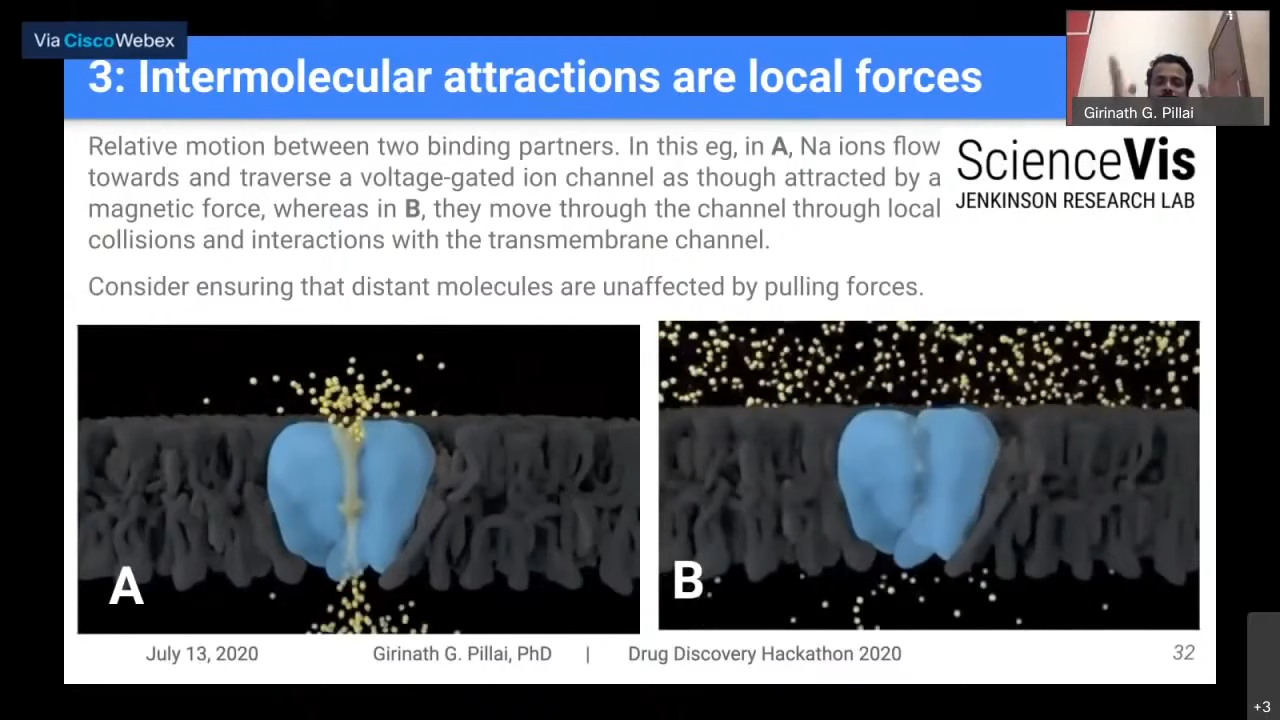 Via CiscoWebex
3: Intermolecular attractions are local forces
Girinath G. Pillai
Relative motion between two binding partners. In this eg, in A, Na ions flow
towards and traverse a voltage-gated ion channel as though attracted by a
magnetic force, whereas in B, they move through the channel through local
collisions and interactions with the transmembrane channel.
Consider ensuring that distant molecules are unaffected by pulling forces.
ScienceVis
JENKINSON RESEARCH LAB
A
B
July 13, 2020
Girinath G. Pillai, PhD | Drug Discovery Hackathon 2020
32
+3